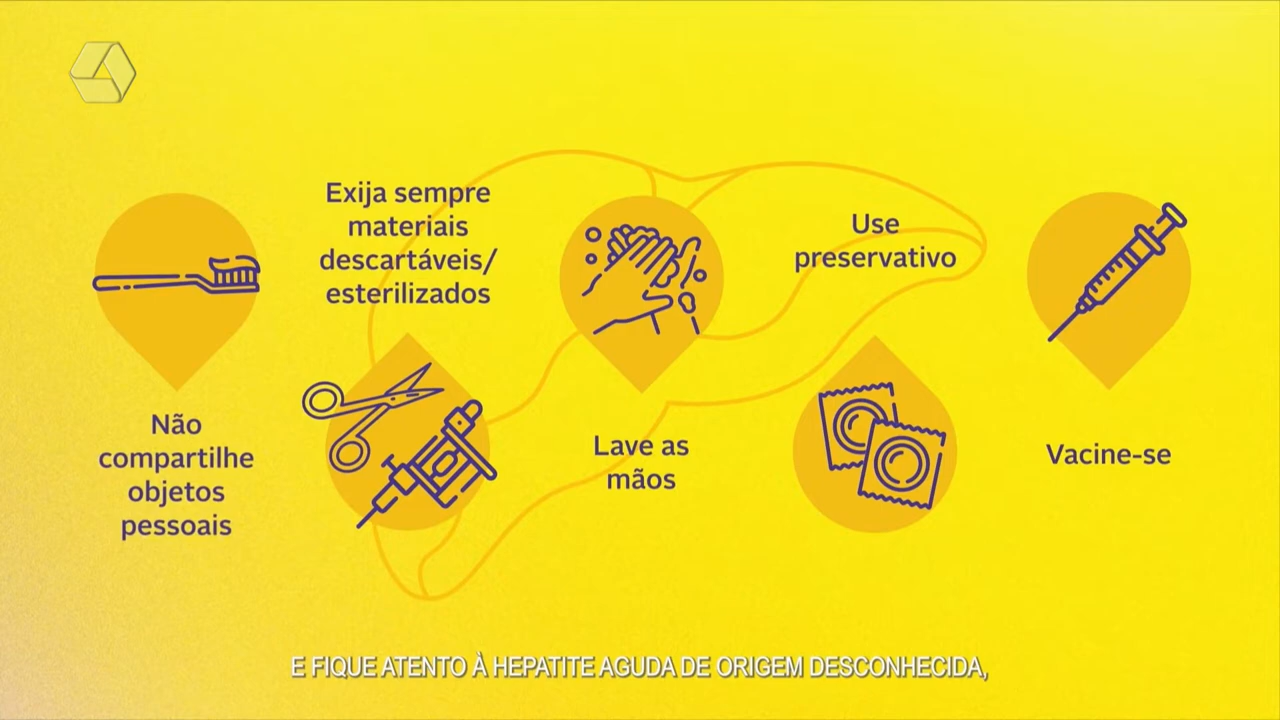 Não
compartilhe
objetos
pessoais
Exija sempre
materiais
descartáveis/
esterilizados
Lave as
mãos
Use
preservativo
Vacine-se
E FIQUE ATENTO À HEPATITE AGUDA DE ORIGEM DESCONHECIDA,